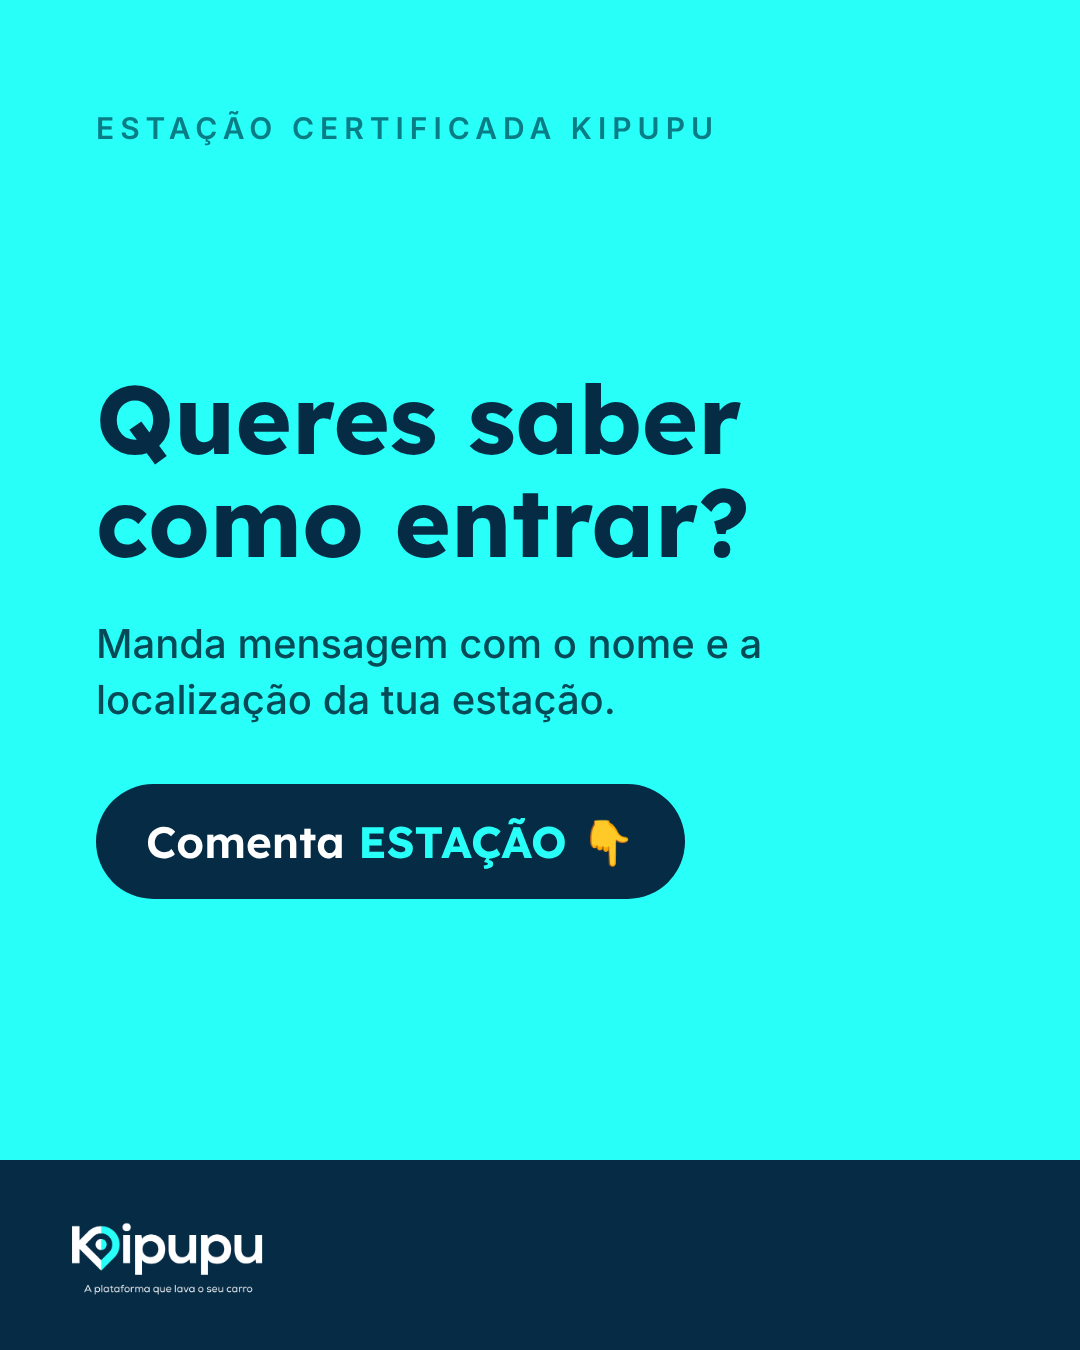 ESTAÇÃO CERTIFICADA KIPUPU
Queres saber
como entrar?
Manda mensagem com o nome e a
localização da tua estação.
Comenta ESTAÇÃO 👇
Kipupu
A plataforma que lava o seu carro